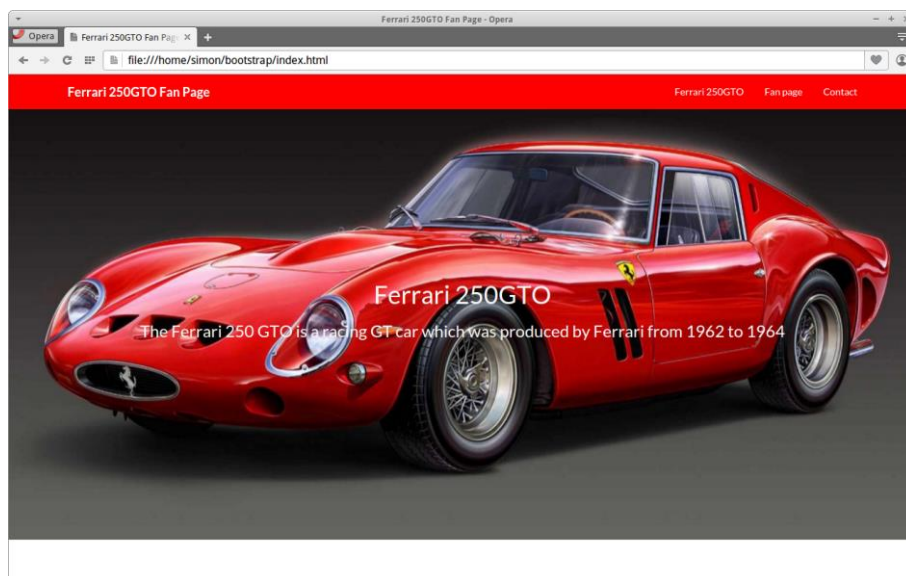 Ferrari 250GTO Fan Page - Opera
Opera
Ferrari 250GTO Fan Pag
file:///home/simon/bootstrap/index.html
Ferrari 250GTO Fan Page
Ferrari 250GTO
Fan page
Contact
Ferrari 250GTO
The Ferrari 250 GTO is a racing GT car which was produced by Ferrari from 1962 to 1964